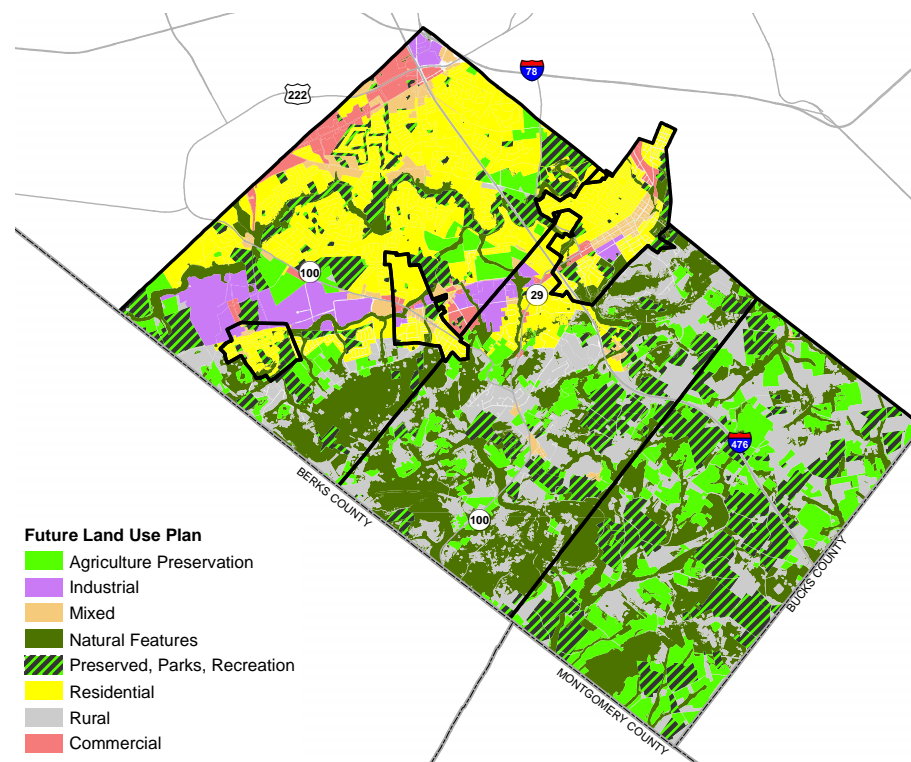 78
222
100
29
476
BERKS COUNTY
100
BUCKS COUNTY
MONTGOMERY COUNTY
Future Land Use Plan
Agriculture Preservation
Industrial
Mixed
Natural Features
Preserved, Parks, Recreation
Residential
Rural
Commercial